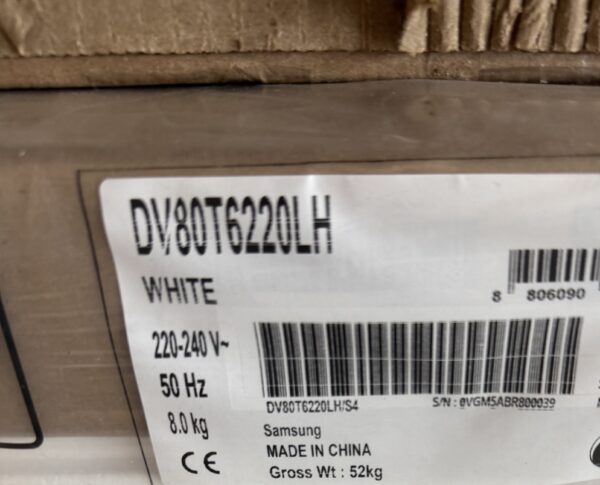 DV80T6220LH
WHITE
8 806090
220-240 V~
50 Hz
8.0 kg
DV80T6220LH/S4
S/N : 0VGM5ABR800039
Samsung
MADE IN CHINA
Gross Wt : 52kg
CE